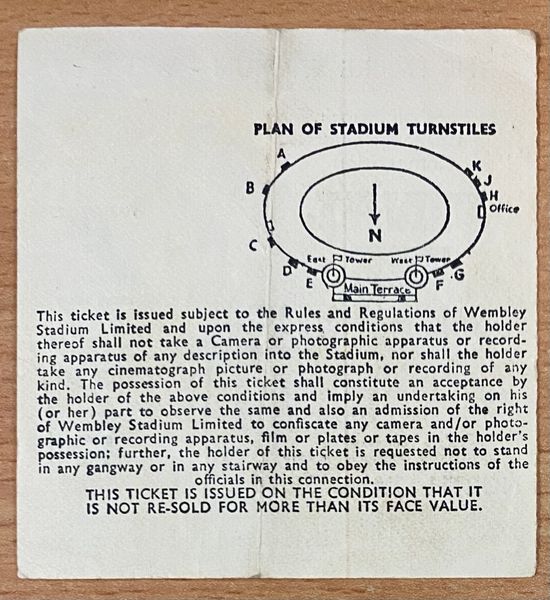 PLAN OF STADIUM TURNSTILES
A
K
J
B
H
Office
N
C
East Tower
West Tower
D
G
E
F
Main Terrace
This ticket is issued subject to the Rules and Regulations of Wembley
Stadium Limited and upon the express conditions that the holder
thereof shall not take a Camera or photographic apparatus or record-
ing apparatus of any description into the Stadium, nor shall the holder
take any cinematograph picture or photograph or recording of any
kind. The possession of this ticket shall constitute an acceptance by
the holder of the above conditions and imply an undertaking on his
(or her) part to observe the same and also an admission of the right
of Wembley Stadium Limited to confiscate any camera and/or photo-
graphic or recording apparatus, film or plates or tapes in the holder's
possession; further, the holder of this ticket is requested not to stand
in any gangway or in any stairway and to obey the instructions of the
officials in this connection.
THIS TICKET IS ISSUED ON THE CONDITION THAT IT
IS NOT RE-SOLD FOR MORE THAN ITS FACE VALUE.